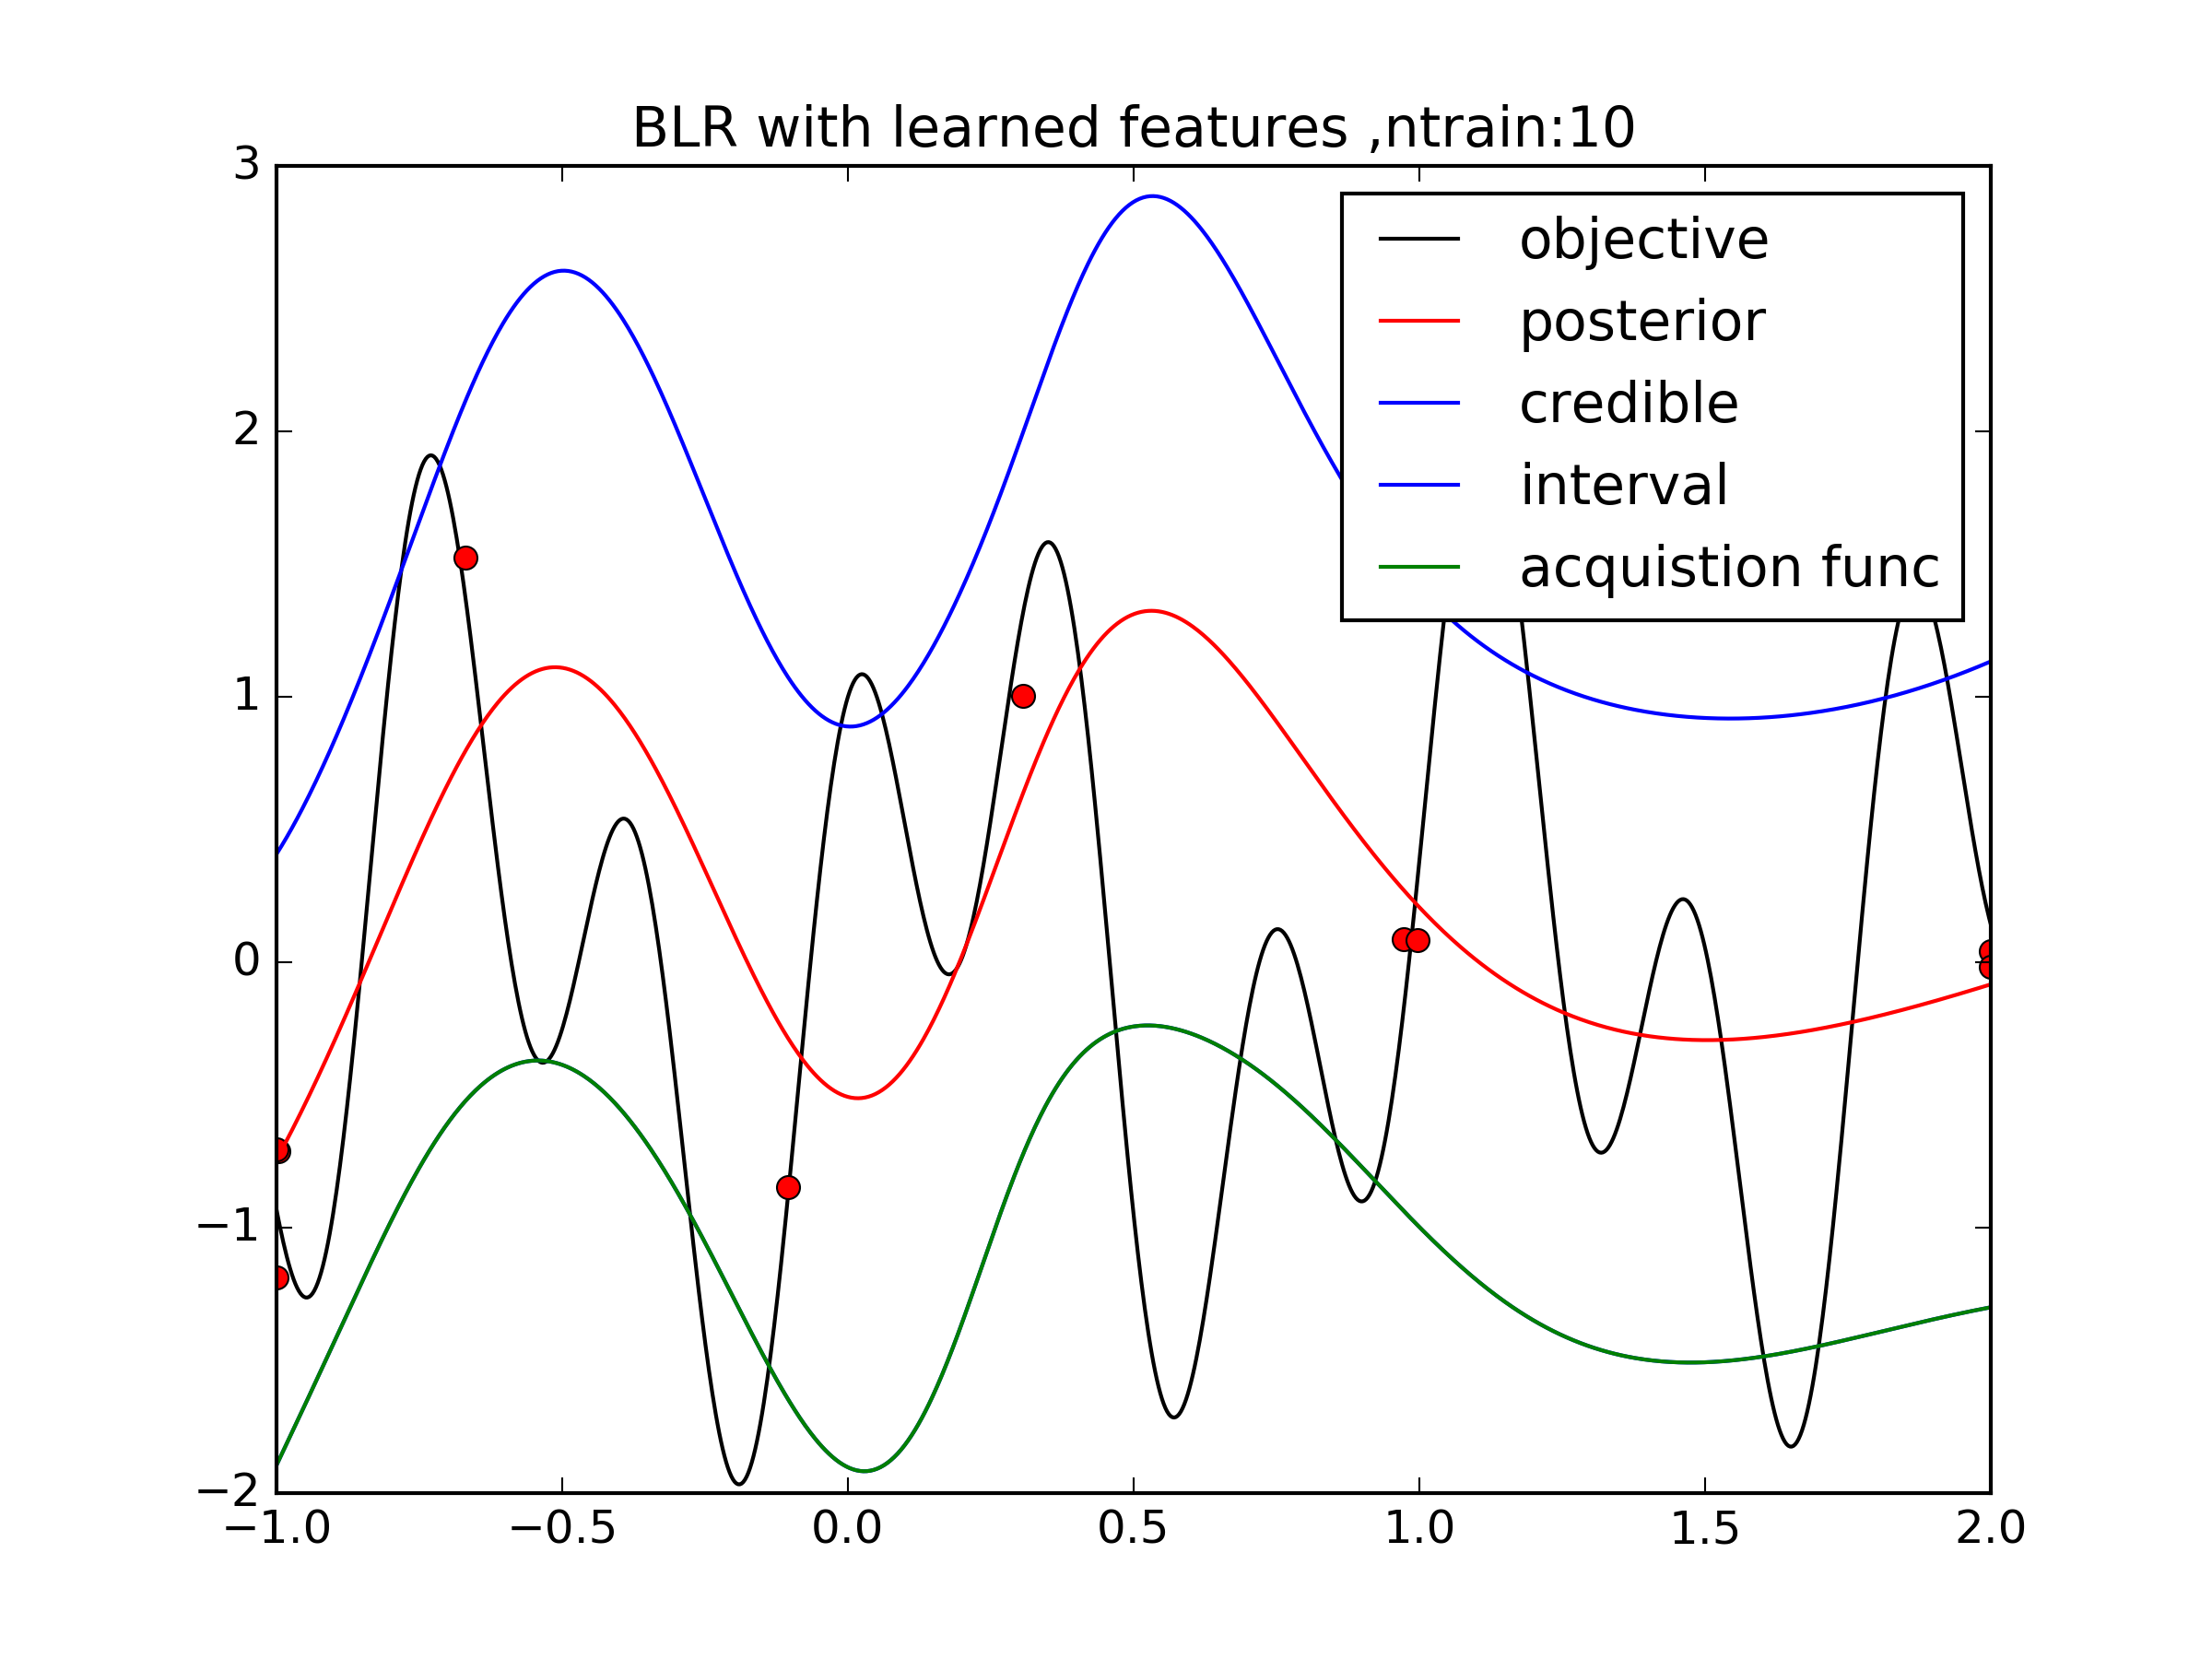 BLR with learned features ,ntrain:10
3
2
1
0
−1
−2
objective
posterior
credible
interval
acquistion func
−1.0 −0.5 0.0 0.5 1.0 1.5 2.0